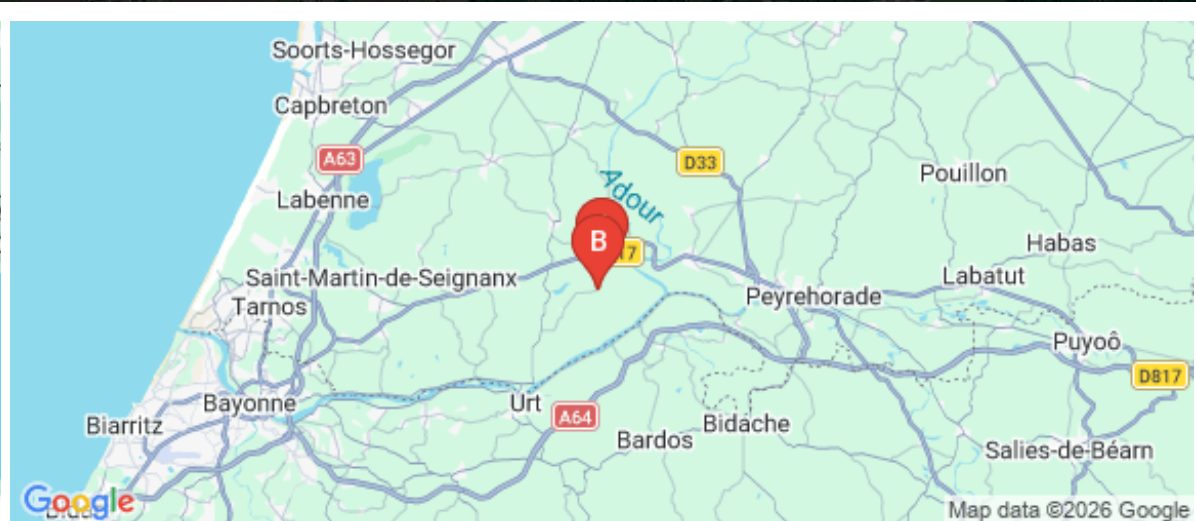 Soorts-Hossegor
Capbreton
A63
D33
Pouillon
Adour
Labenne
B
17
Habas
Saint-Martin-de-Seignanx
Labatut
Tarnos
Peyrehorade
Puyoô
D817
Bayonne
Urt
A64
Biarritz
Bidache
Bardos
Salies-de-Béarn
Google
Map data ©2026 Google